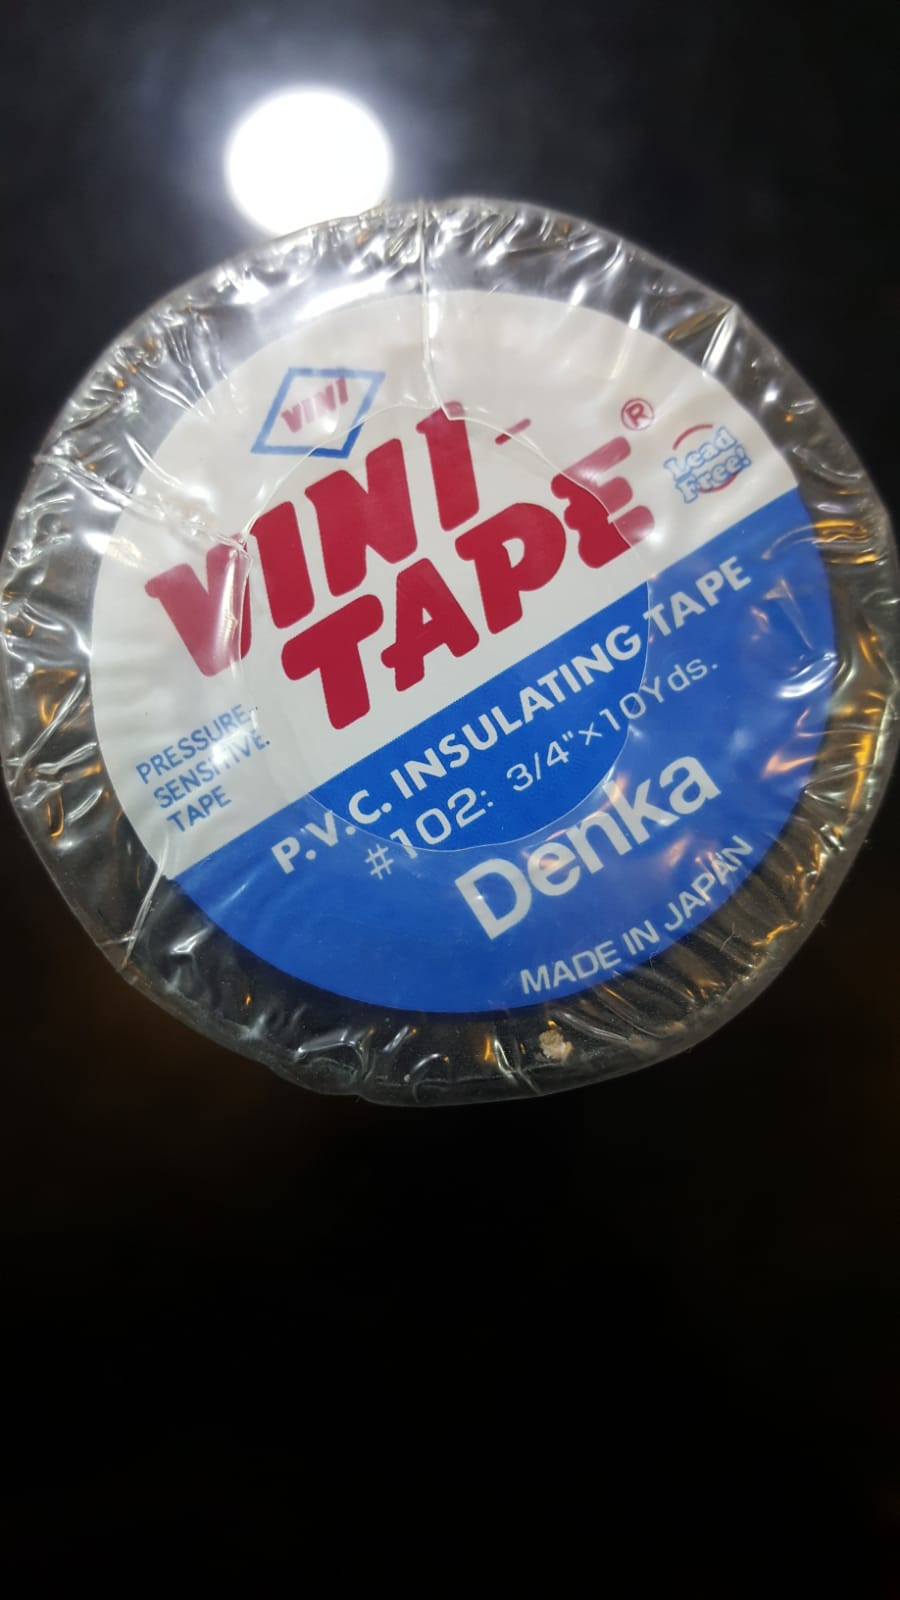 VINI
VINI-
TAPE®
Lead
Free!
PRESSURE-
SENSITIVE
TAPE
P.V.C. INSULATING TAPE
#102: 3/4"×10Yds.
Denka
MADE IN JAPAN